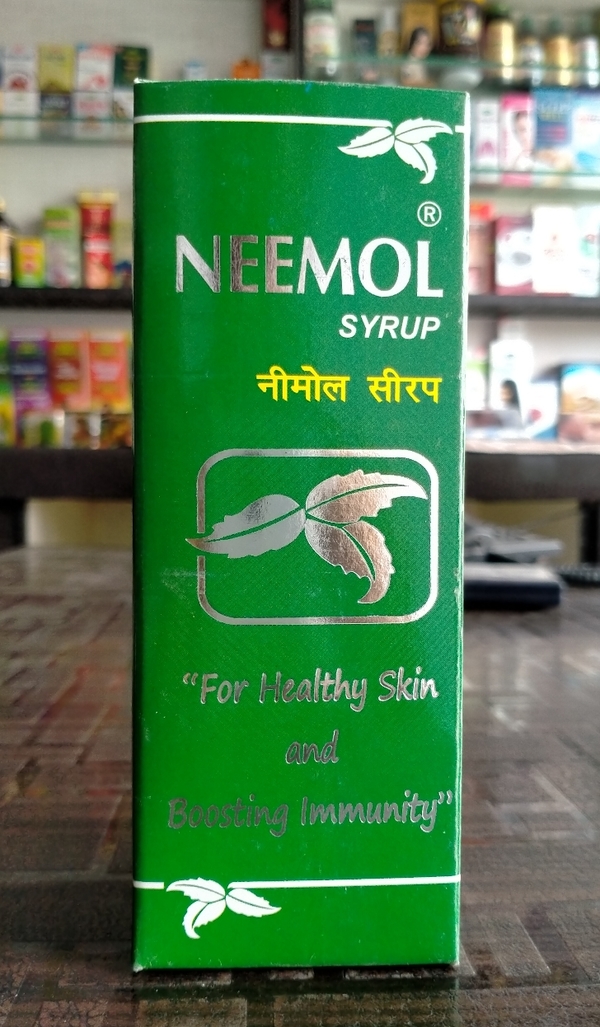 ®
NEEMOL
SYRUP
नीमोल सीरप
“For Healthy Skin
and
Boosting Immunity”